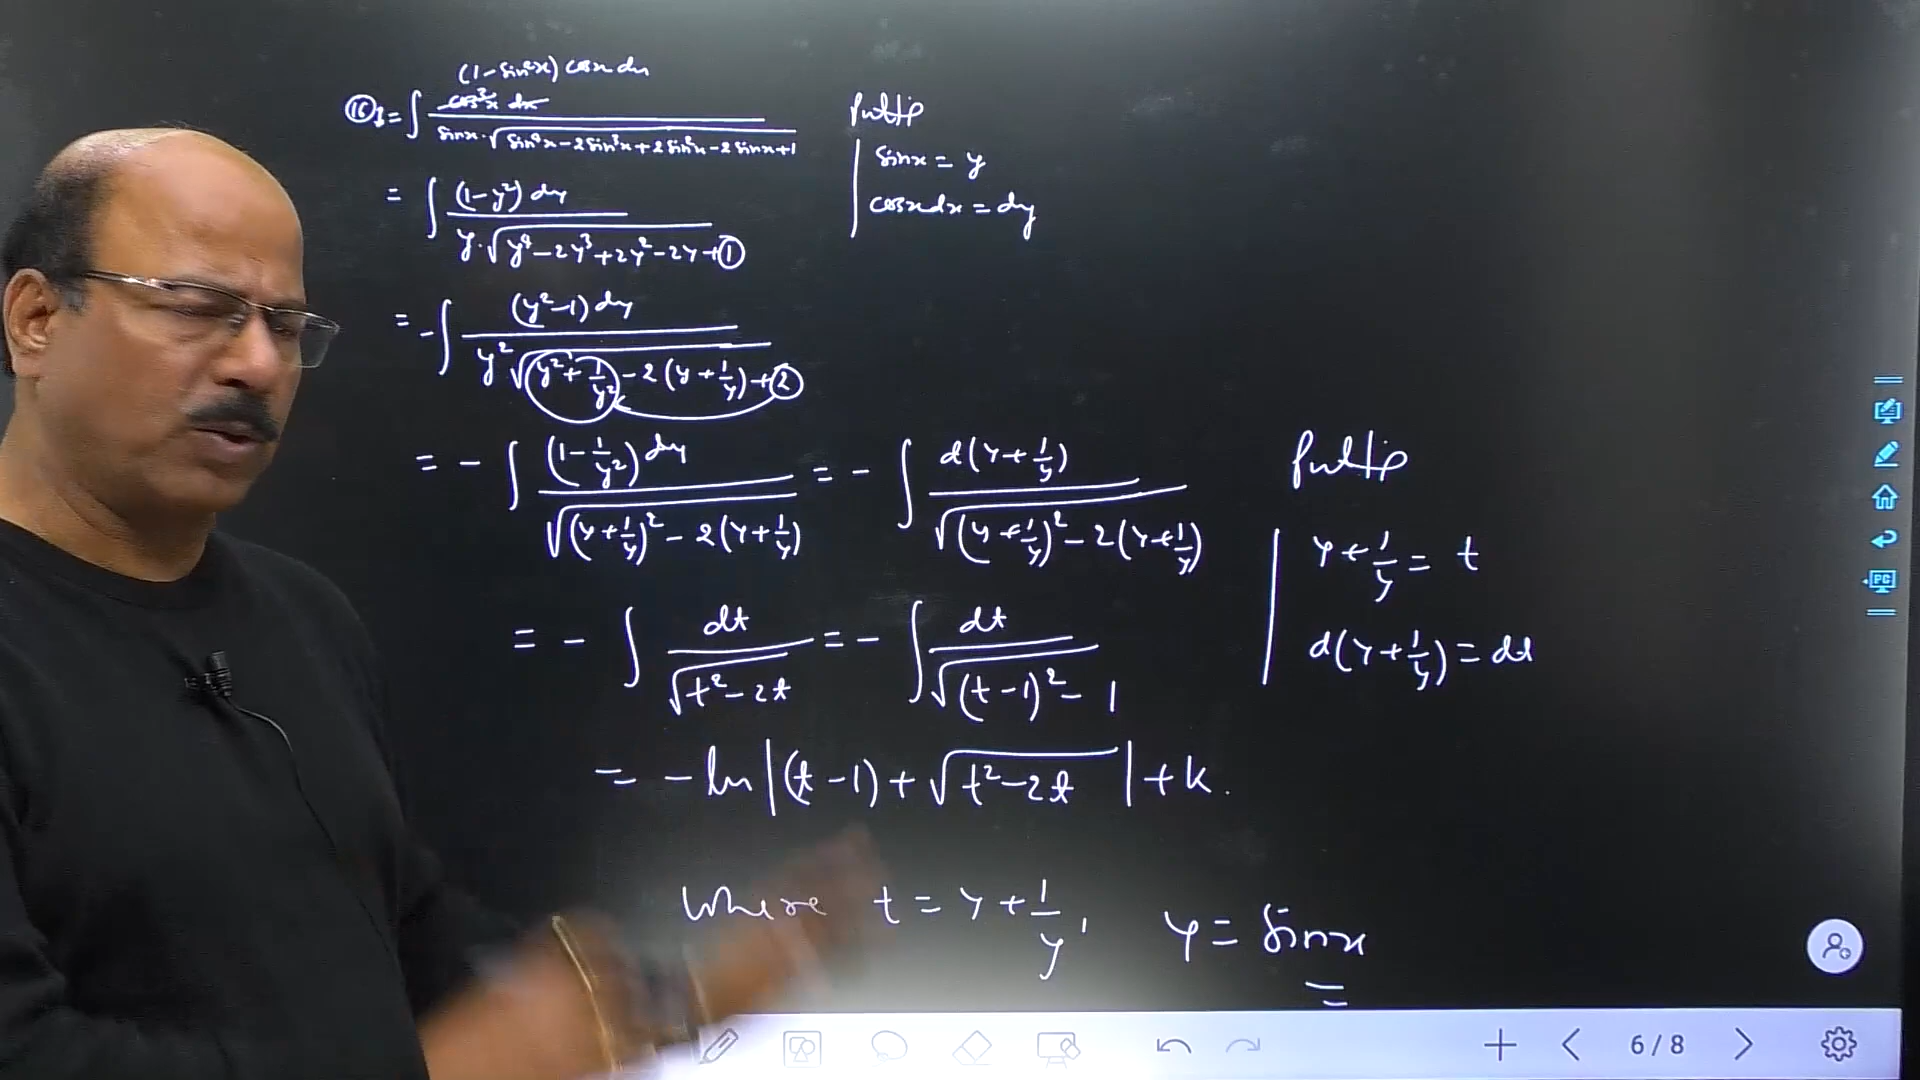 (1-sin²x) cosx dx
⑯ I = ∫ cos³x dx / sinx·√(sin⁴x-2sin³x+2sin²x-2sinx+1)
Put
sinx = y
cosxdx = dy
= ∫ (1-y²) dy / y·√(y⁴-2y³+2y²-2y+1)
= -∫ (y²-1) dy / y²√(y²+1/y²-2(y+1/y)+2)
= - ∫ (1-1/y²) dy / √((y+1/y)²-2(y+1/y)) = - ∫ d(y+1/y) / √((y+1/y)²-2(y+1/y))
Put
y+1/y = t
d(y+1/y) = dt
= - ∫ dt / √(t²-2t) = - ∫ dt / √((t-1)²-1)
= -ln|(t-1)+√(t²-2t)|+k.
Where t = y+1/y, y = sinx
PC
6/8